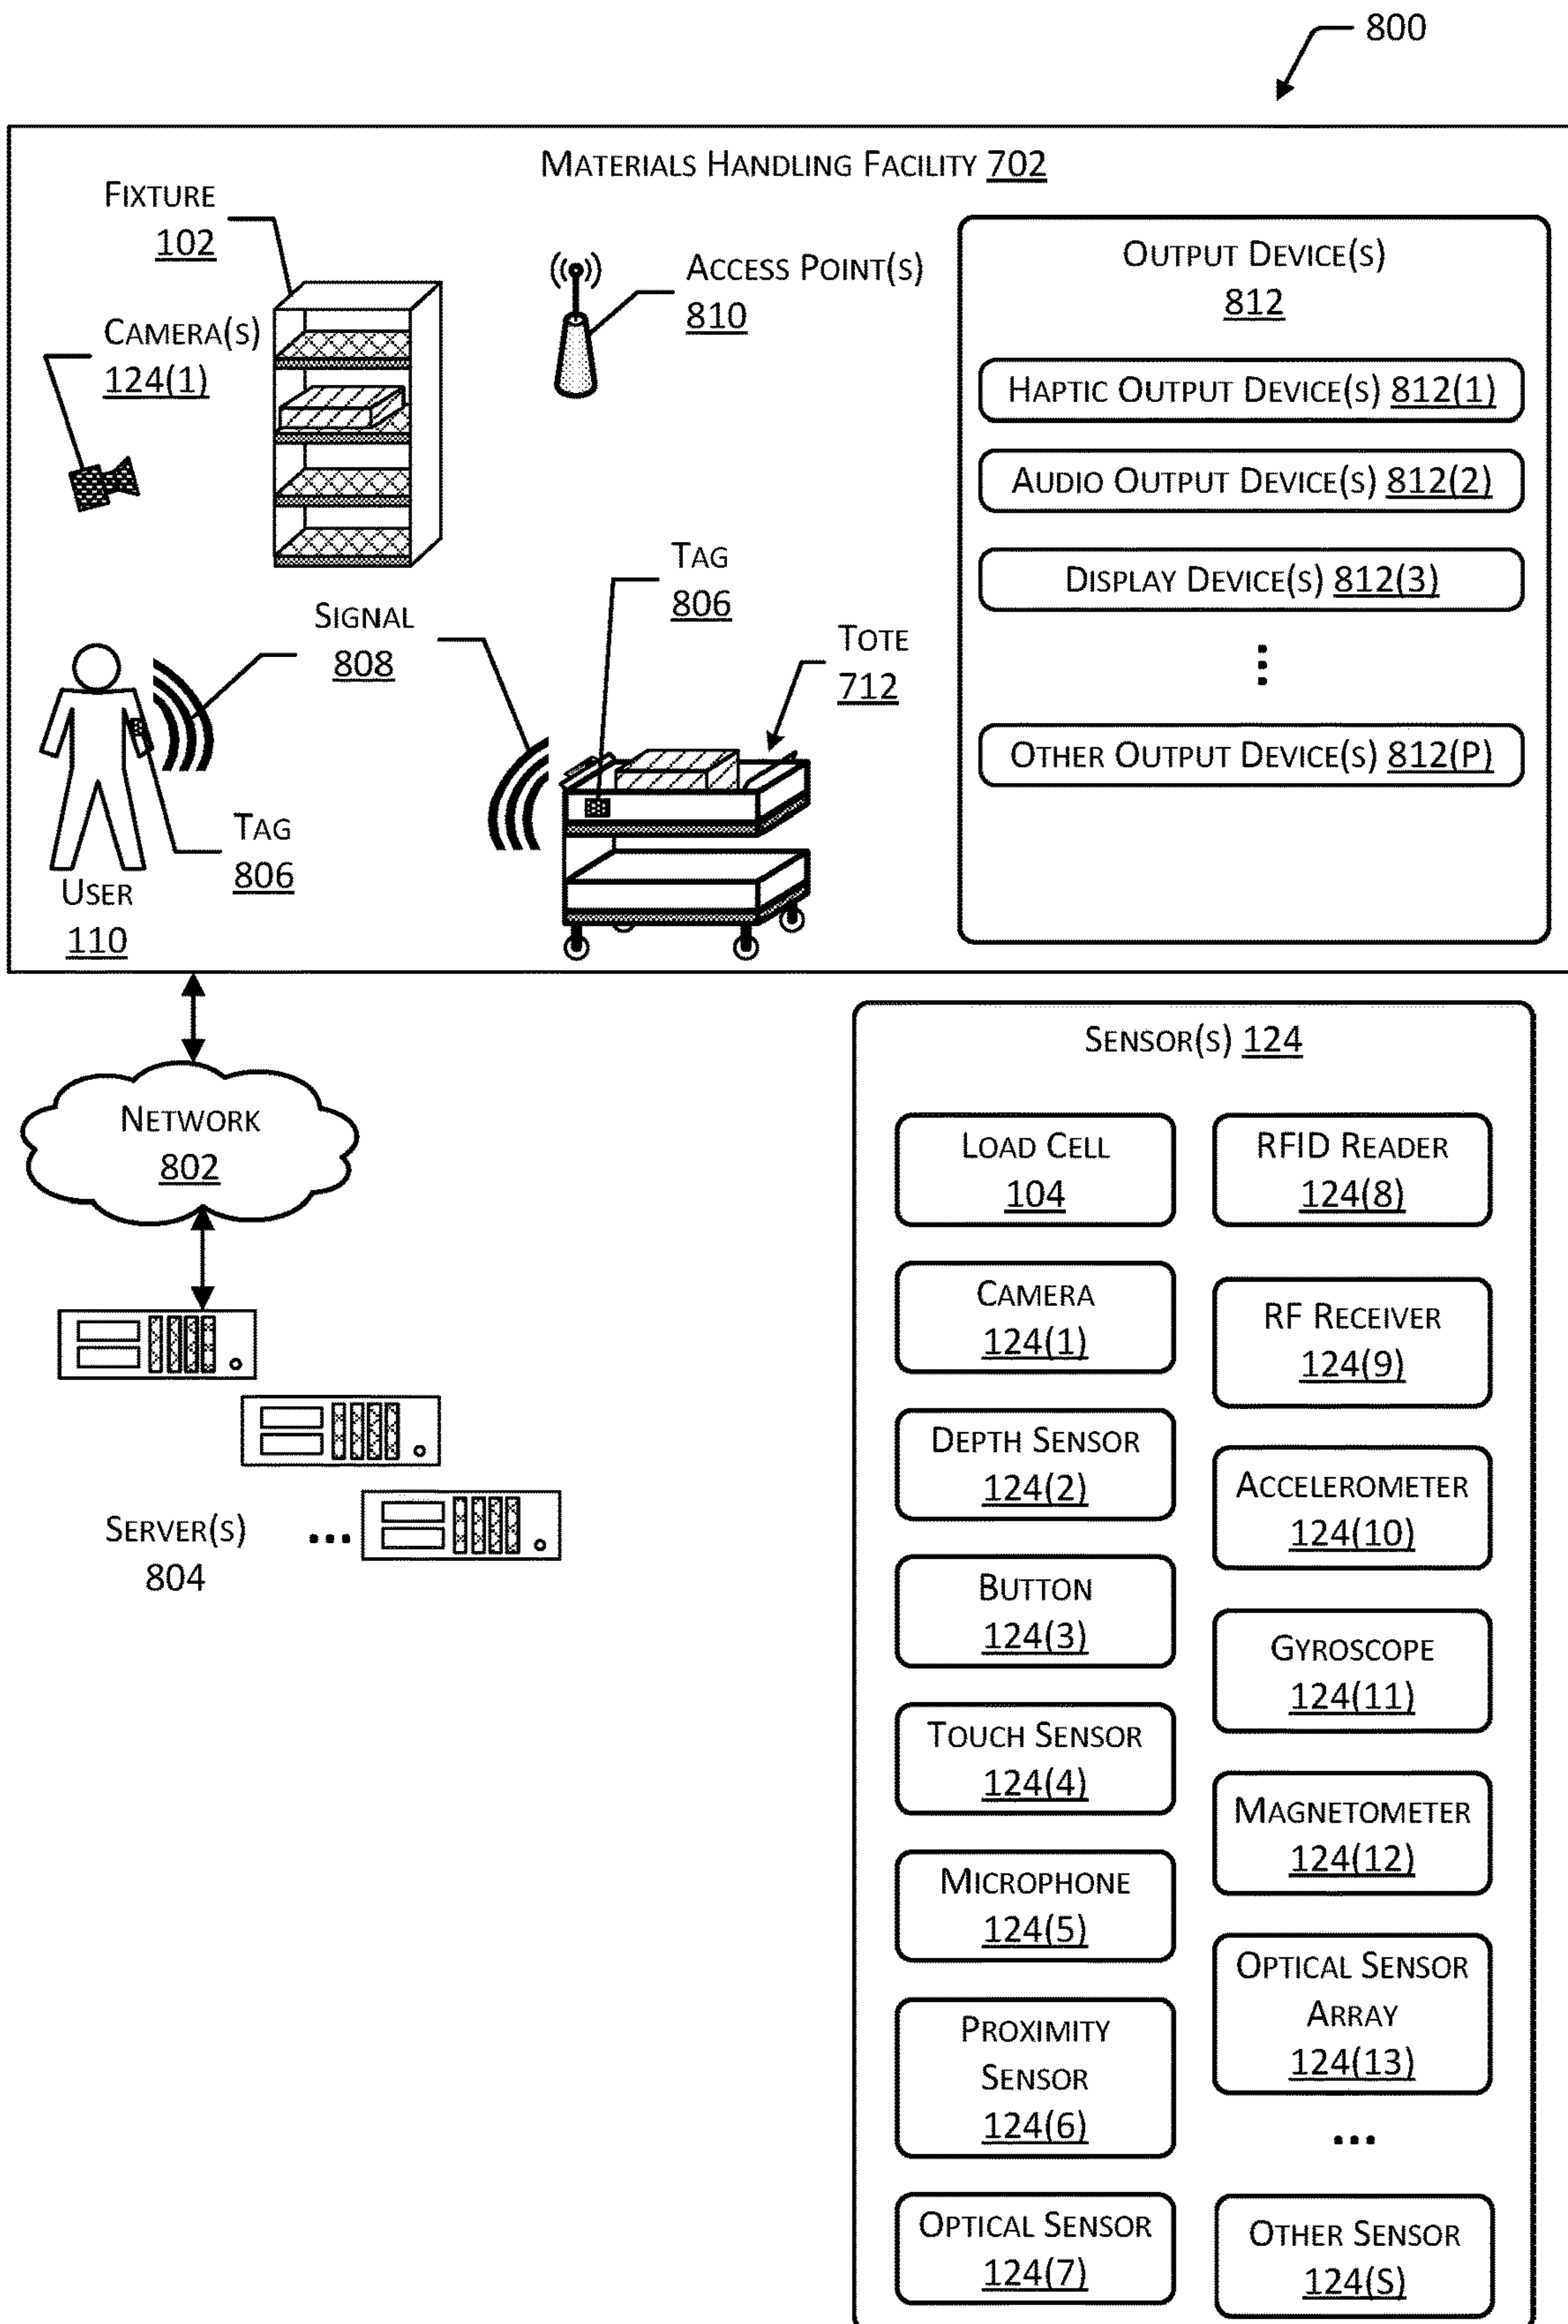 800
MATERIALS HANDLING FACILITY 702
FIXTURE
102
CAMERA(S)
124(1)
ACCESS POINT(S)
810
TAG
806
SIGNAL
808
TOTE
712
TAG
806
USER
110
OUTPUT DEVICE(S)
812
HAPTIC OUTPUT DEVICE(S) 812(1)
AUDIO OUTPUT DEVICE(S) 812(2)
DISPLAY DEVICE(S) 812(3)
⋮
OTHER OUTPUT DEVICE(S) 812(P)
NETWORK
802
SERVER(S)
804
...
SENSOR(S) 124
LOAD CELL
104
CAMERA
124(1)
DEPTH SENSOR
124(2)
BUTTON
124(3)
TOUCH SENSOR
124(4)
MICROPHONE
124(5)
PROXIMITY
SENSOR
124(6)
OPTICAL SENSOR
124(7)
RFID READER
124(8)
RF RECEIVER
124(9)
ACCELEROMETER
124(10)
GYROSCOPE
124(11)
MAGNETOMETER
124(12)
OPTICAL SENSOR
ARRAY
124(13)
...
OTHER SENSOR
124(S)